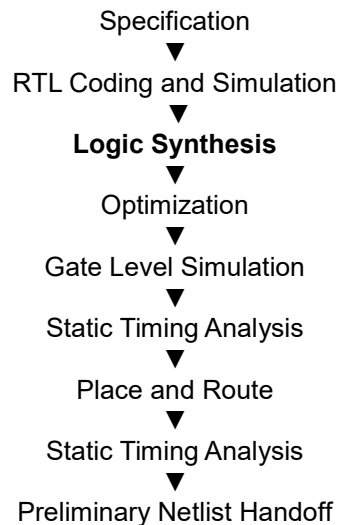 Specification
▼
RTL Coding and Simulation
▼
Logic Synthesis
▼
Optimization
▼
Gate Level Simulation
▼
Static Timing Analysis
▼
Place and Route
▼
Static Timing Analysis
▼
Preliminary Netlist Handoff